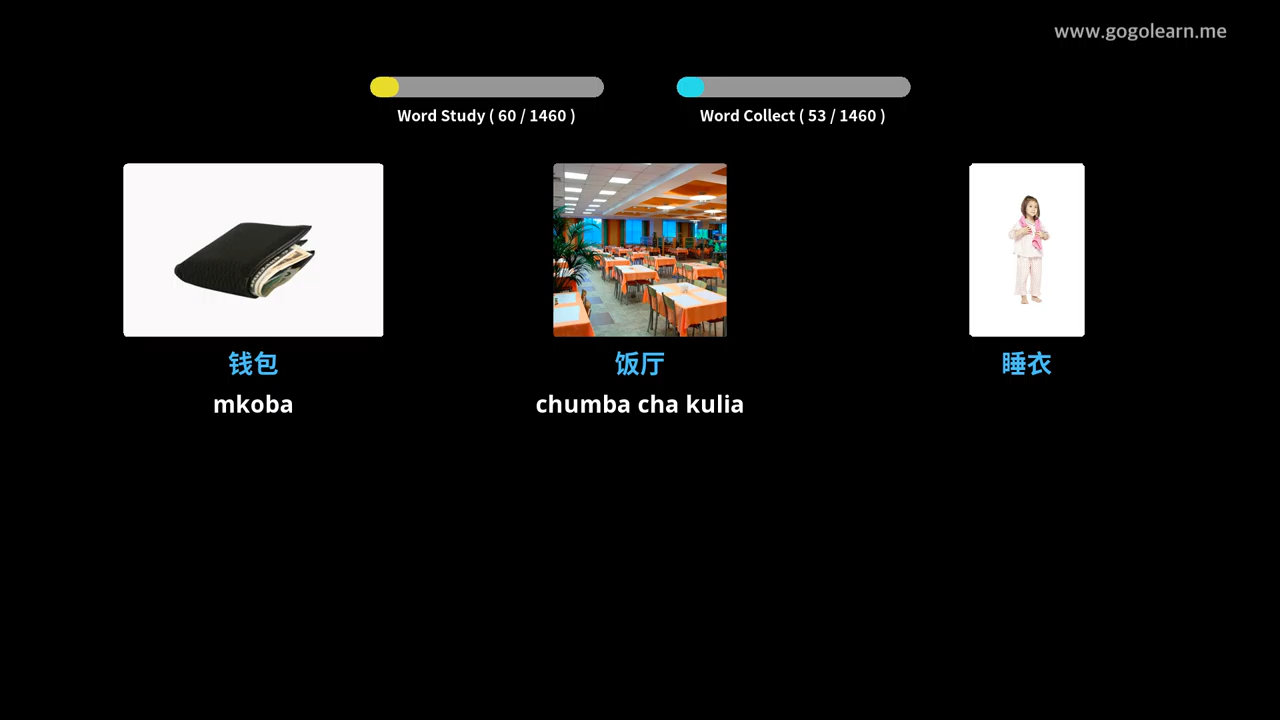 www.gogolearn.me
Word Study ( 60 / 1460 )
Word Collect ( 53 / 1460 )
钱包
饭厅
睡衣
mkoba
chumba cha kulia